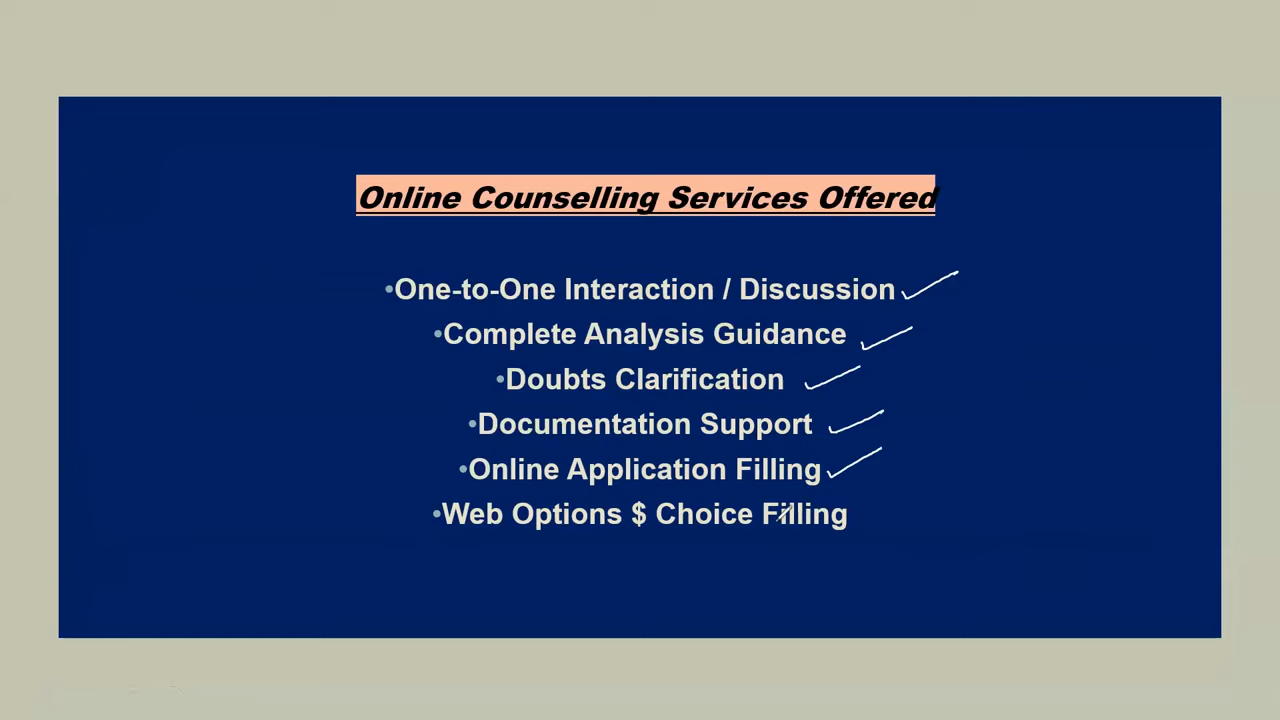 Online Counselling Services Offered
•One-to-One Interaction / Discussion
•Complete Analysis Guidance
•Doubts Clarification
•Documentation Support
•Online Application Filling
•Web Options $ Choice Filling